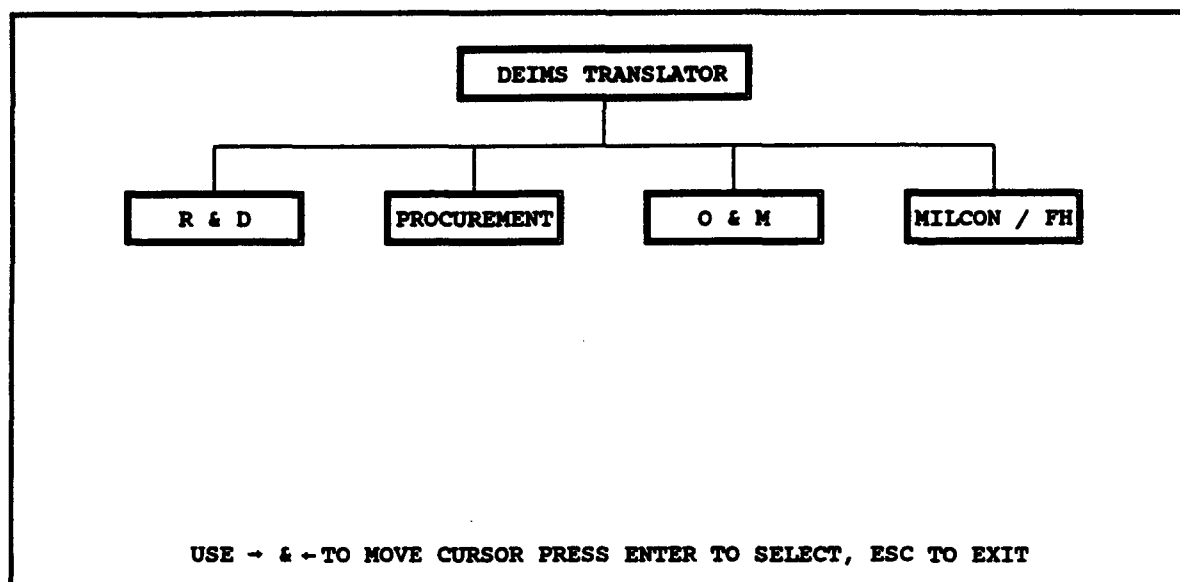 DEIMS TRANSLATOR
R & D PROCUREMENT O & M MILCON / FH
USE → & ← TO MOVE CURSOR PRESS ENTER TO SELECT, ESC TO EXIT